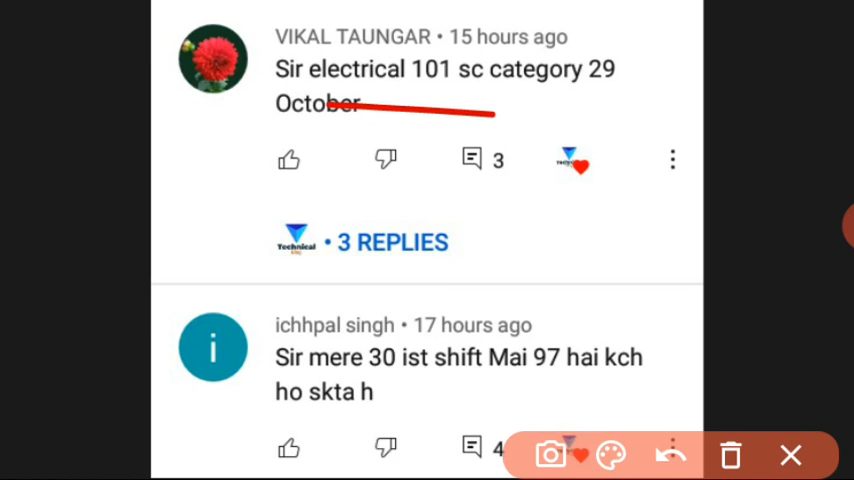 VIKAL TAUNGAR • 15 hours ago
Sir electrical 101 sc category 29
October
3
Technical
• 3 REPLIES
ichhpal singh • 17 hours ago
i
Sir mere 30 ist shift Mai 97 hai kch
ho skta h
4